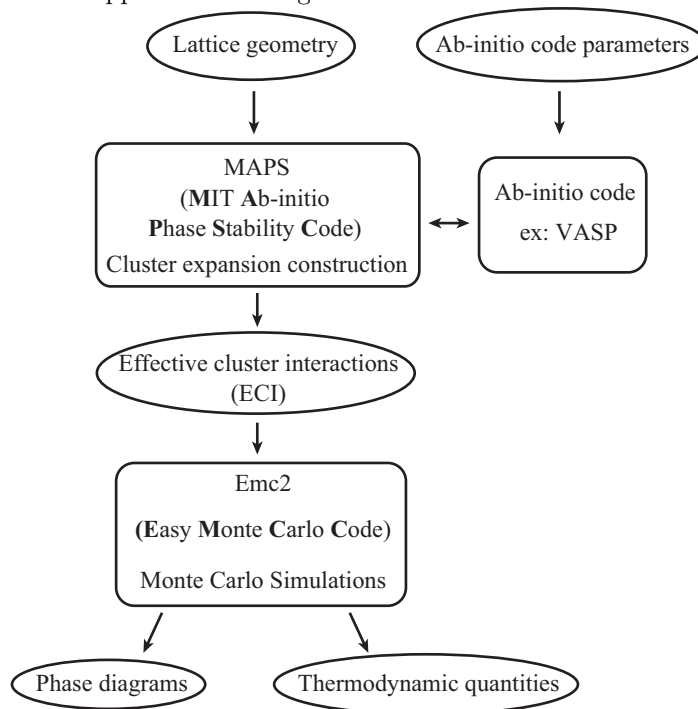 Lattice geometry
Ab-initio code parameters
MAPS
(MIT Ab-initio
Phase Stability Code)
Cluster expansion construction
Ab-initio code
ex: VASP
Effective cluster interactions
(ECI)
Emc2
(Easy Monte Carlo Code)
Monte Carlo Simulations
Phase diagrams
Thermodynamic quantities